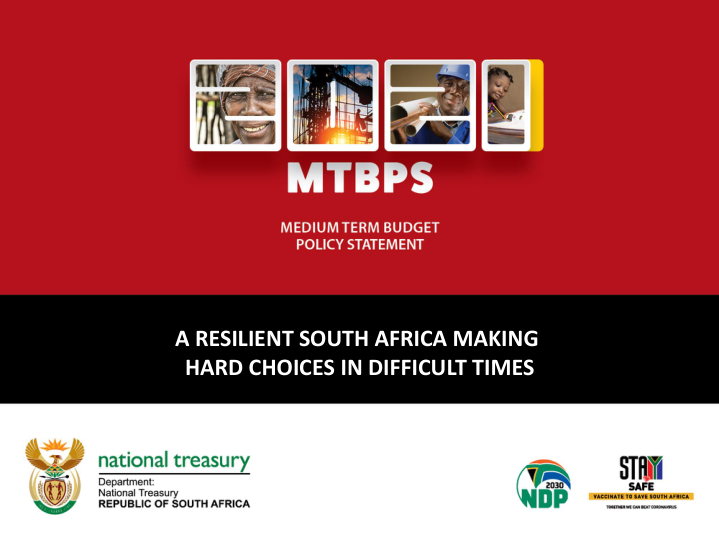 2021
MTBPS
MEDIUM TERM BUDGET
POLICY STATEMENT
A RESILIENT SOUTH AFRICA MAKING
HARD CHOICES IN DIFFICULT TIMES
national treasury
Department:
National Treasury
REPUBLIC OF SOUTH AFRICA
2030
NDP
STAY
SAFE
VACCINATE TO SAVE SOUTH AFRICA
TOGETHER WE CAN BEAT CORONAVIRUS